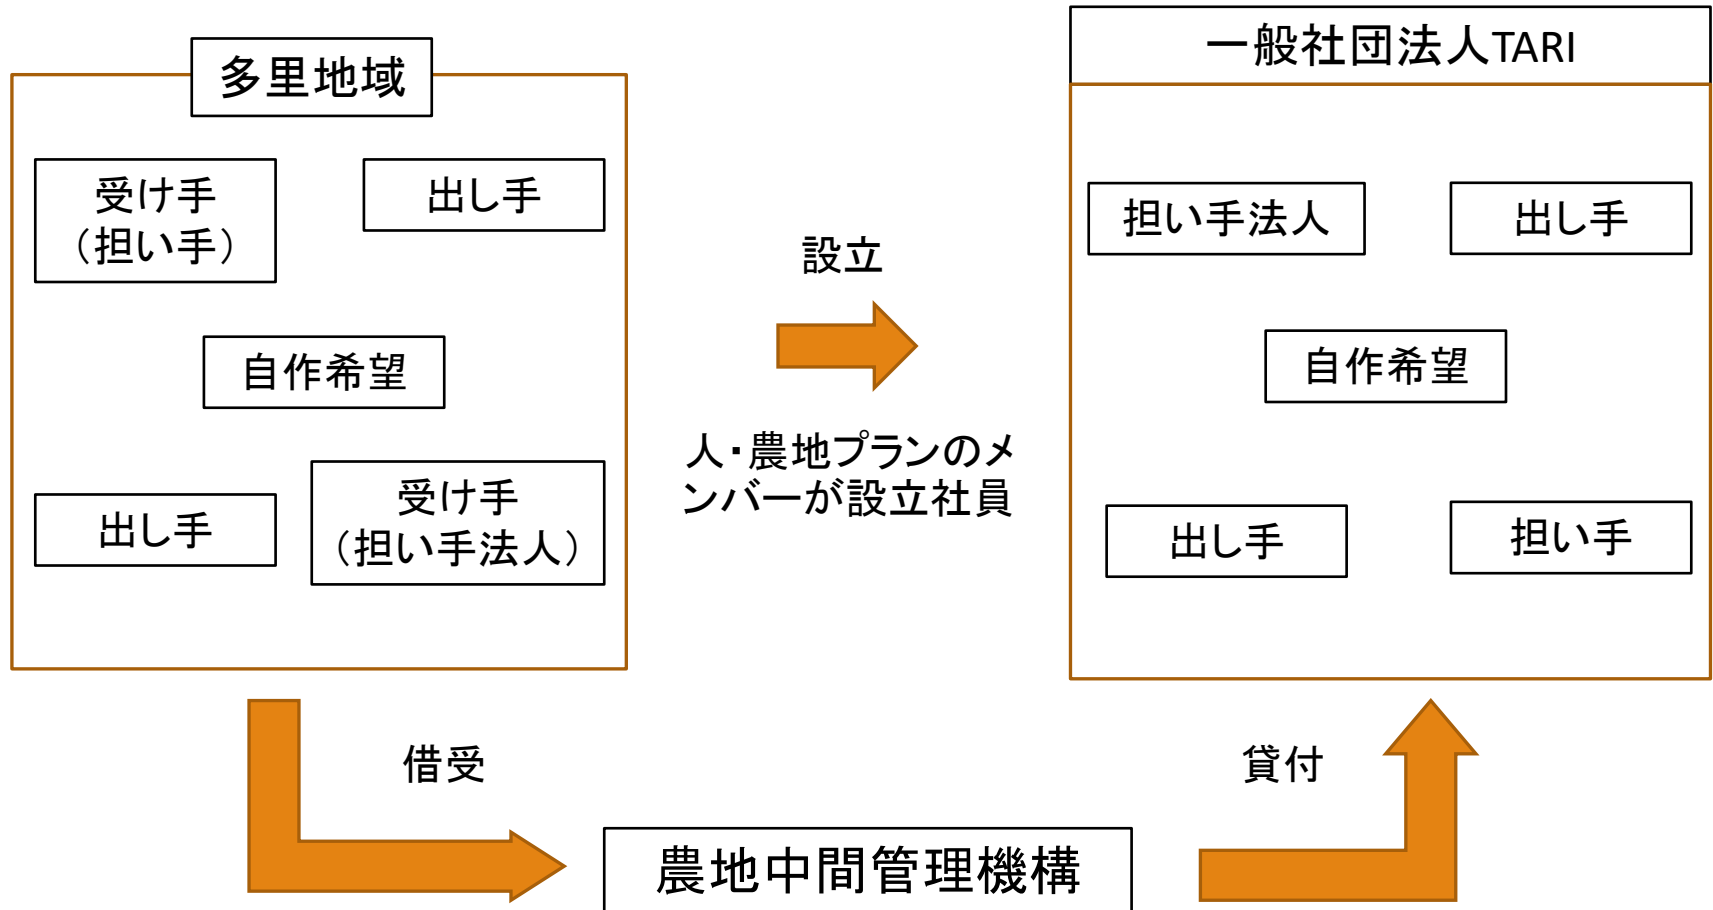 多里地域
受け手
（担い手）
出し手
自作希望
出し手
受け手
（担い手法人）
設立
人・農地プランのメ
ンバーが設立社員
一般社団法人TARI
担い手法人
出し手
自作希望
出し手
担い手
借受
貸付
農地中間管理機構